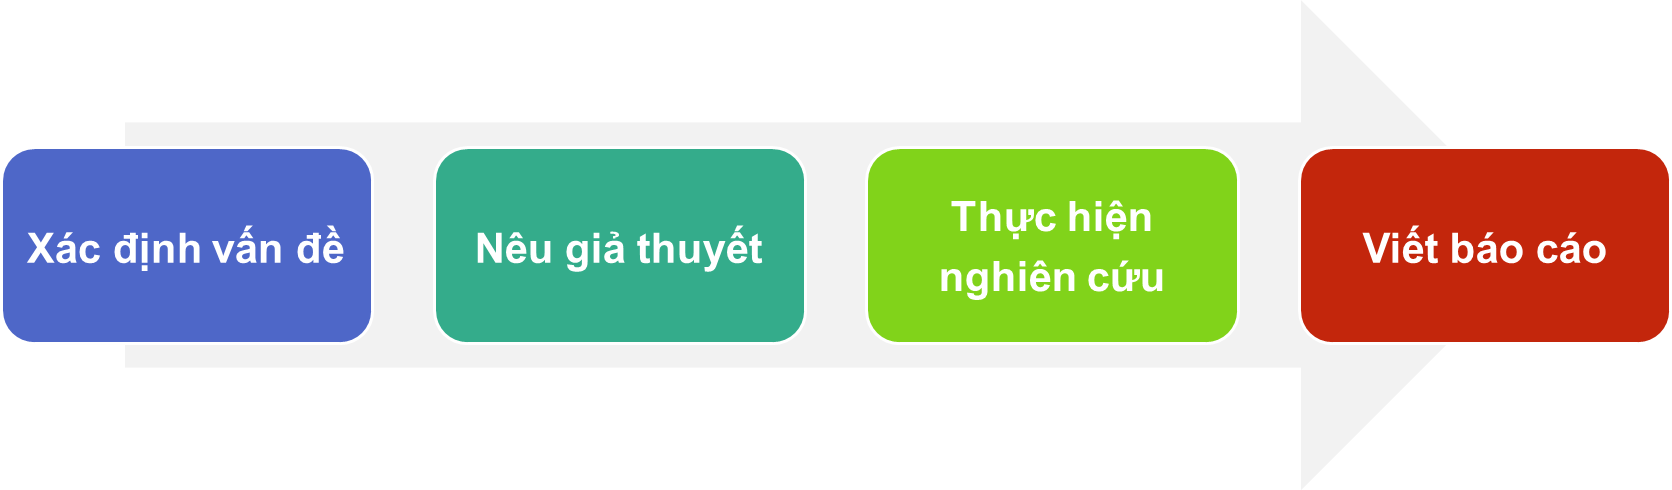 Xác định vấn đề
Nêu giả thuyết
Thực hiện
nghiên cứu
Viết báo cáo